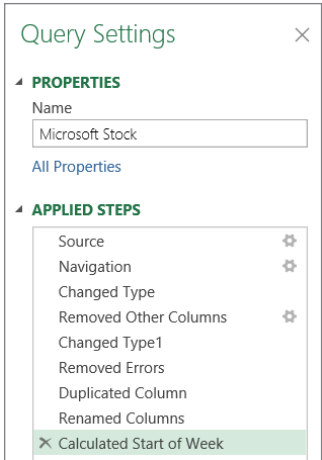 Query Settings
PROPERTIES
Name
Microsoft Stock
All Properties
APPLIED STEPS
Source
Navigation
Changed Type
Removed Other Columns
Changed Type1
Removed Errors
Duplicated Column
Renamed Columns
Calculated Start of Week